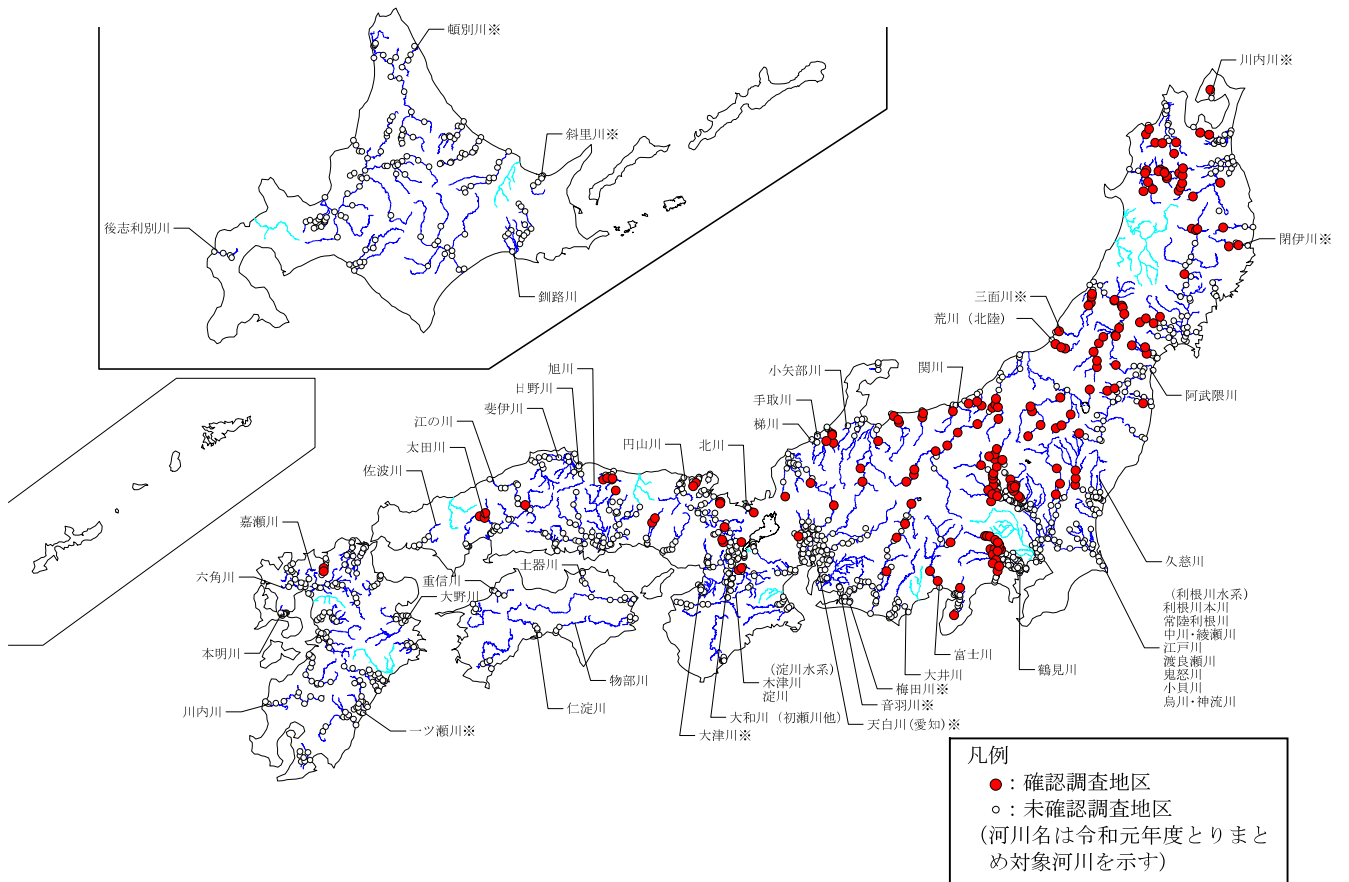 頓別川※
川内川※
斜里川※
後志利別川
閉伊川※
釧路川
三面川※
荒川（北陸）
旭川
日野川
斐伊川
江の川
太田川
佐波川
円山川
北川
小矢部川
手取川
梯川
関川
阿武隈川
嘉瀬川
六角川
重信川
大野川
土器川
本明川
川内川
一ツ瀬川※
物部川
仁淀川
（淀川水系）
木津川
淀川
大和川（初瀬川他）
大津川※
富士川
大井川
梅田川※
音羽川※
天白川(愛知)※
鶴見川
久慈川
（利根川水系）
利根川本川
常陸利根川
中川・綾瀬川
江戸川
渡良瀬川
鬼怒川
小貝川
烏川・神流川
凡例
：確認調査地区
：未確認調査地区
（河川名は令和元年度とりまと
め対象河川を示す）